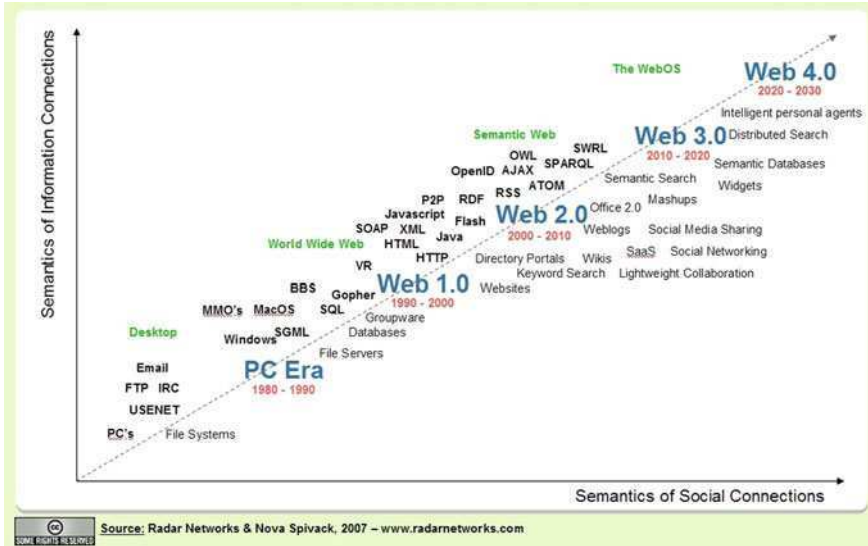 Semantics of Information Connections
The WebOS
Web 4.0
2020 - 2030
Intelligent personal agents
Semantic Web
Web 3.0
2010 - 2020
Distributed Search
SWRL
OWL
SPARQL
OpenID
AJAX
Semantic Databases
Semantic Search
Widgets
ATOM
RSS
P2P
RDF
Mashups
Office 2.0
Javascript
Flash
Web 2.0
2000 - 2010
SOAP
XML
Java
Weblogs
Social Media Sharing
World Wide Web
HTML
HTTP
Directory Portals
Wikis
SaaS
Social Networking
VR
Keyword Search
Lightweight Collaboration
Web 1.0
1990 - 2000
Websites
BBS
Gopher
MMO's
MacOS
SQL
Groupware
Desktop
SGML
Databases
Windows
File Servers
Email
PC Era
1980 - 1990
FTP
IRC
USENET
PC's
File Systems
Semantics of Social Connections
cc
SOME RIGHTS RESERVED
Source: Radar Networks & Nova Spivack, 2007 – www.radarnetworks.com